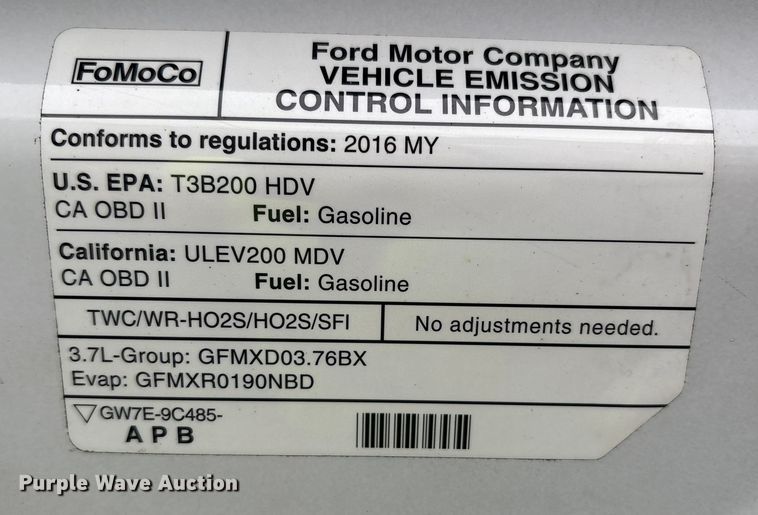 FoMoCo
Ford Motor Company
VEHICLE EMISSION
CONTROL INFORMATION
Conforms to regulations: 2016 MY
U.S. EPA: T3B200 HDV
CA OBD II Fuel: Gasoline
California: ULEV200 MDV
CA OBD II Fuel: Gasoline
TWC/WR-HO2S/HO2S/SFI
No adjustments needed.
3.7L-Group: GFMXD03.76BX
Evap: GFMXR0190NBD
GW7E-9C485-
A P B
Purple Wave Auction